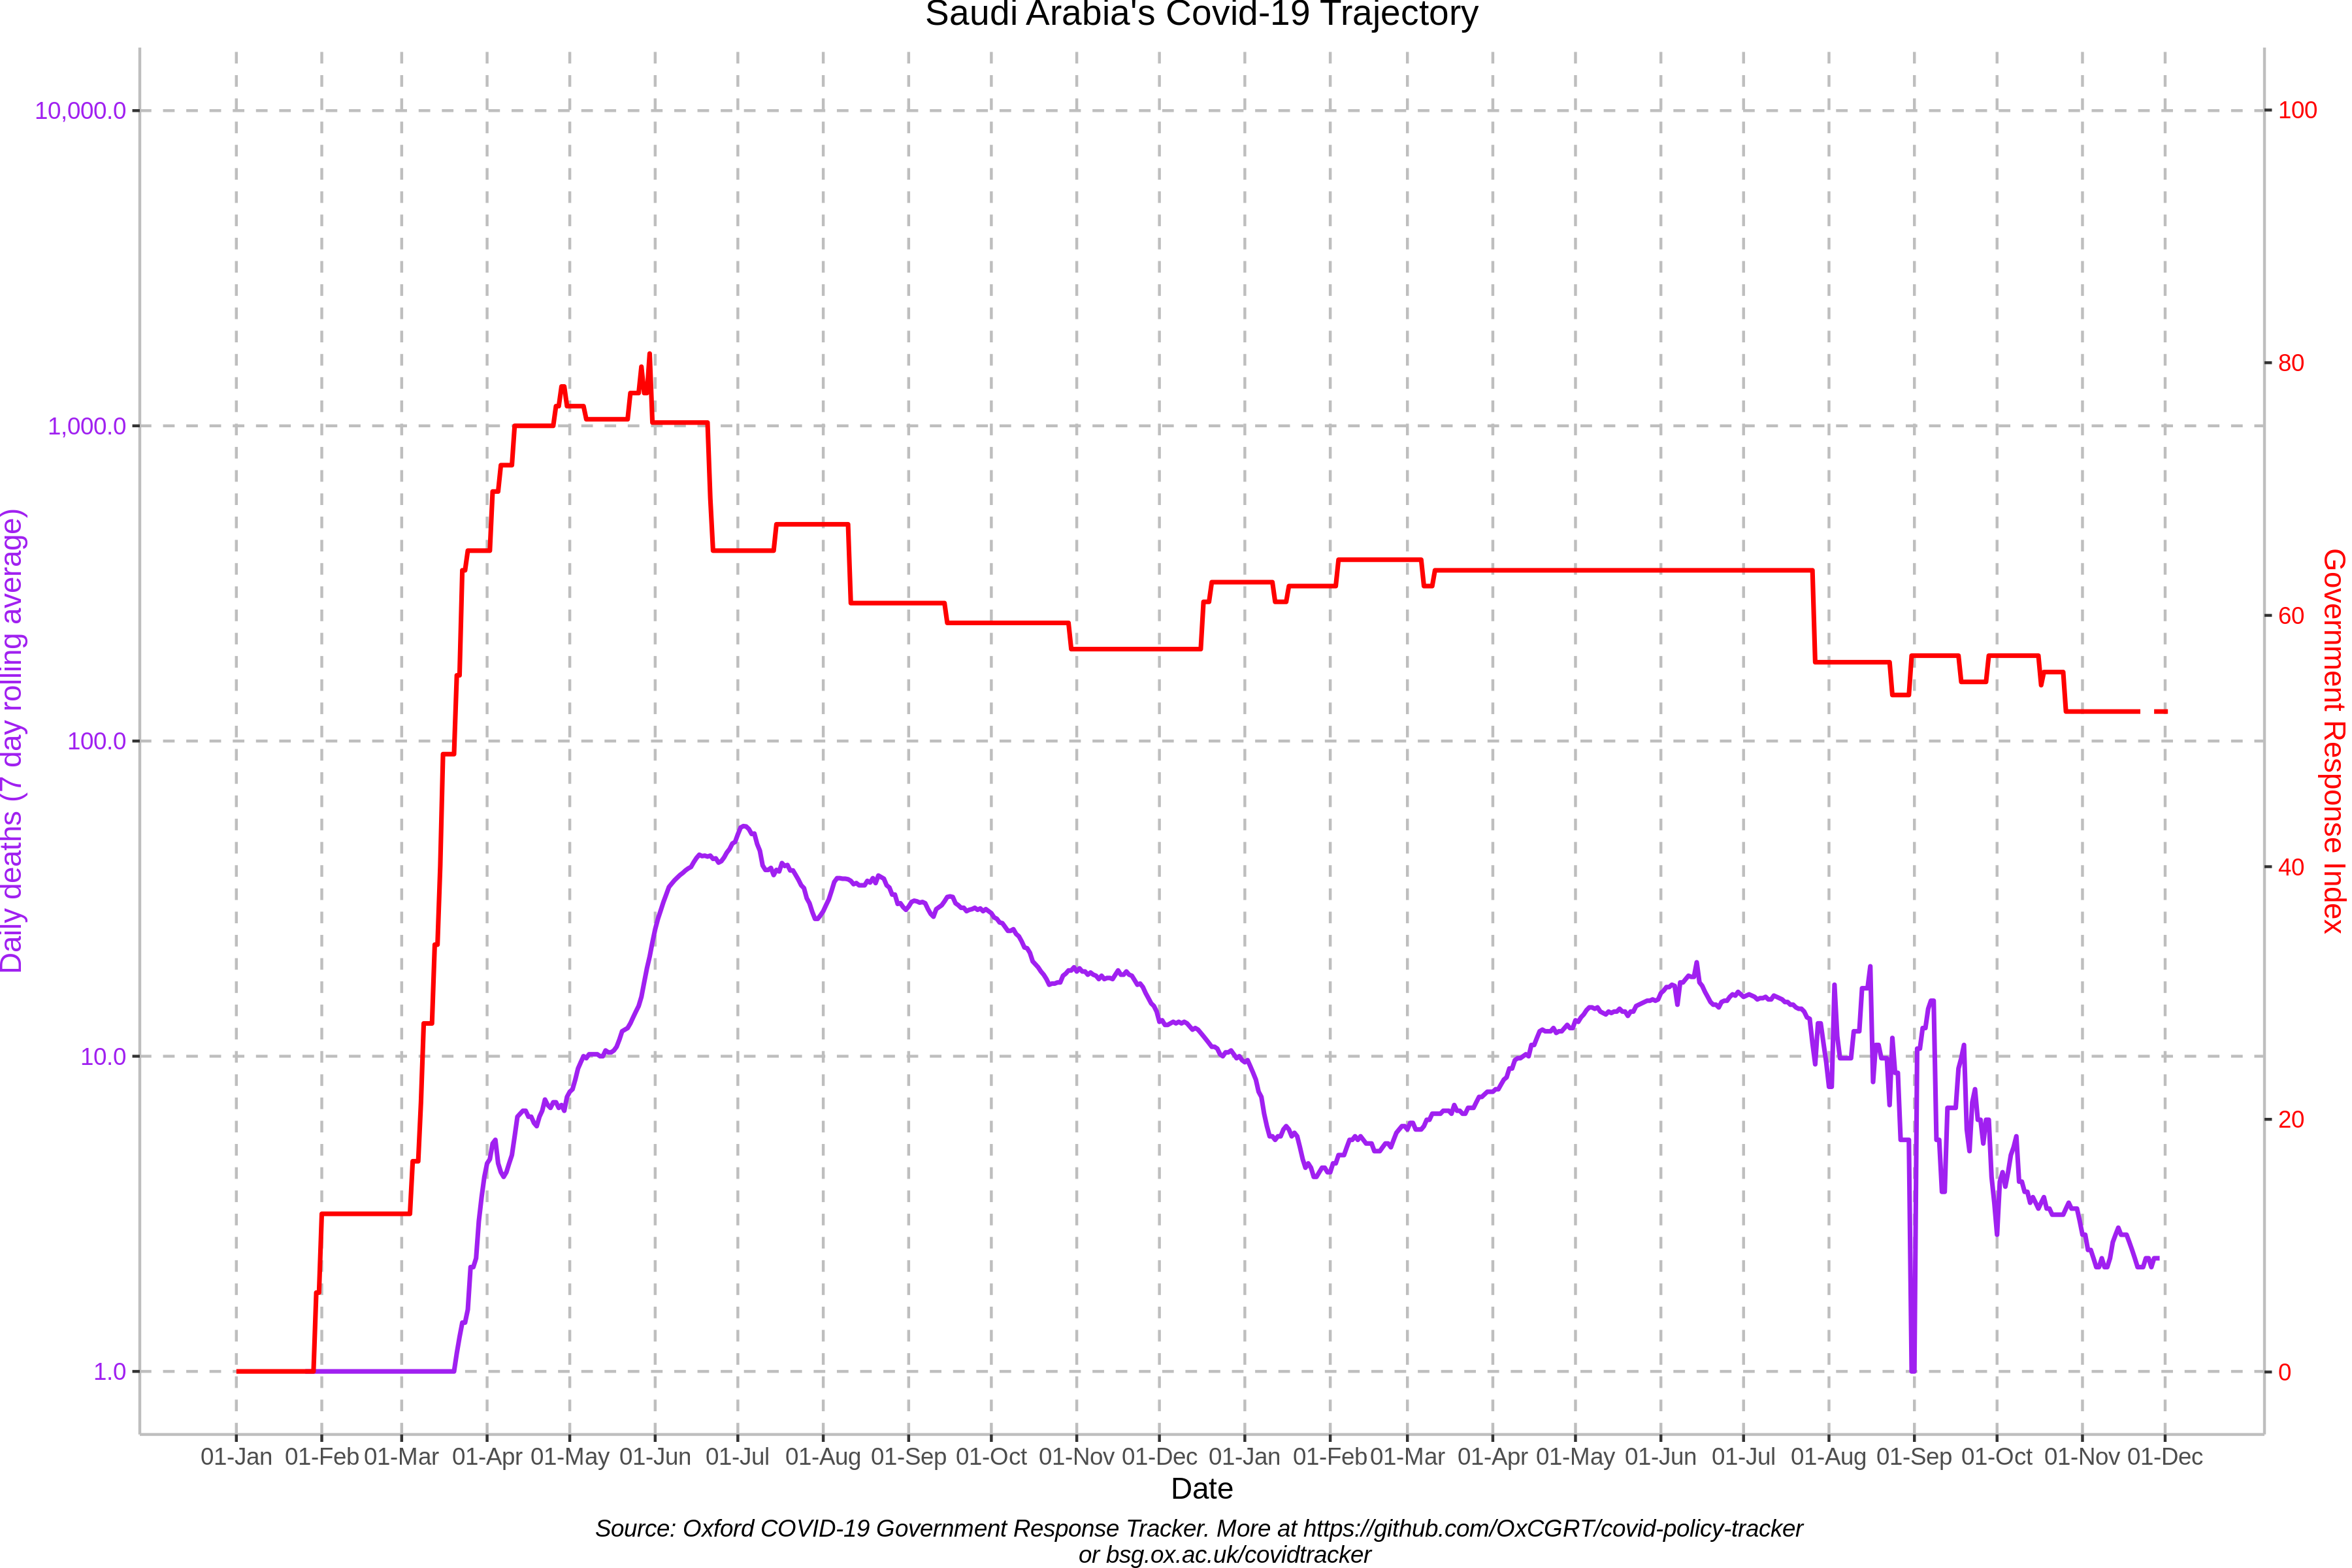 Saudi Arabia's Covid-19 Trajectory
10,000.0
1,000.0
100.0
10.0
1.0
Daily deaths (7 day rolling average)
100
80
60
40
20
0
Government Response Index
01-Jan 01-Feb 01-Mar 01-Apr 01-May 01-Jun 01-Jul 01-Aug 01-Sep 01-Oct 01-Nov 01-Dec 01-Jan 01-Feb 01-Mar 01-Apr 01-May 01-Jun 01-Jul 01-Aug 01-Sep 01-Oct 01-Nov 01-Dec
Date
Source: Oxford COVID-19 Government Response Tracker. More at https://github.com/OxCGRT/covid-policy-tracker
or bsg.ox.ac.uk/covidtracker